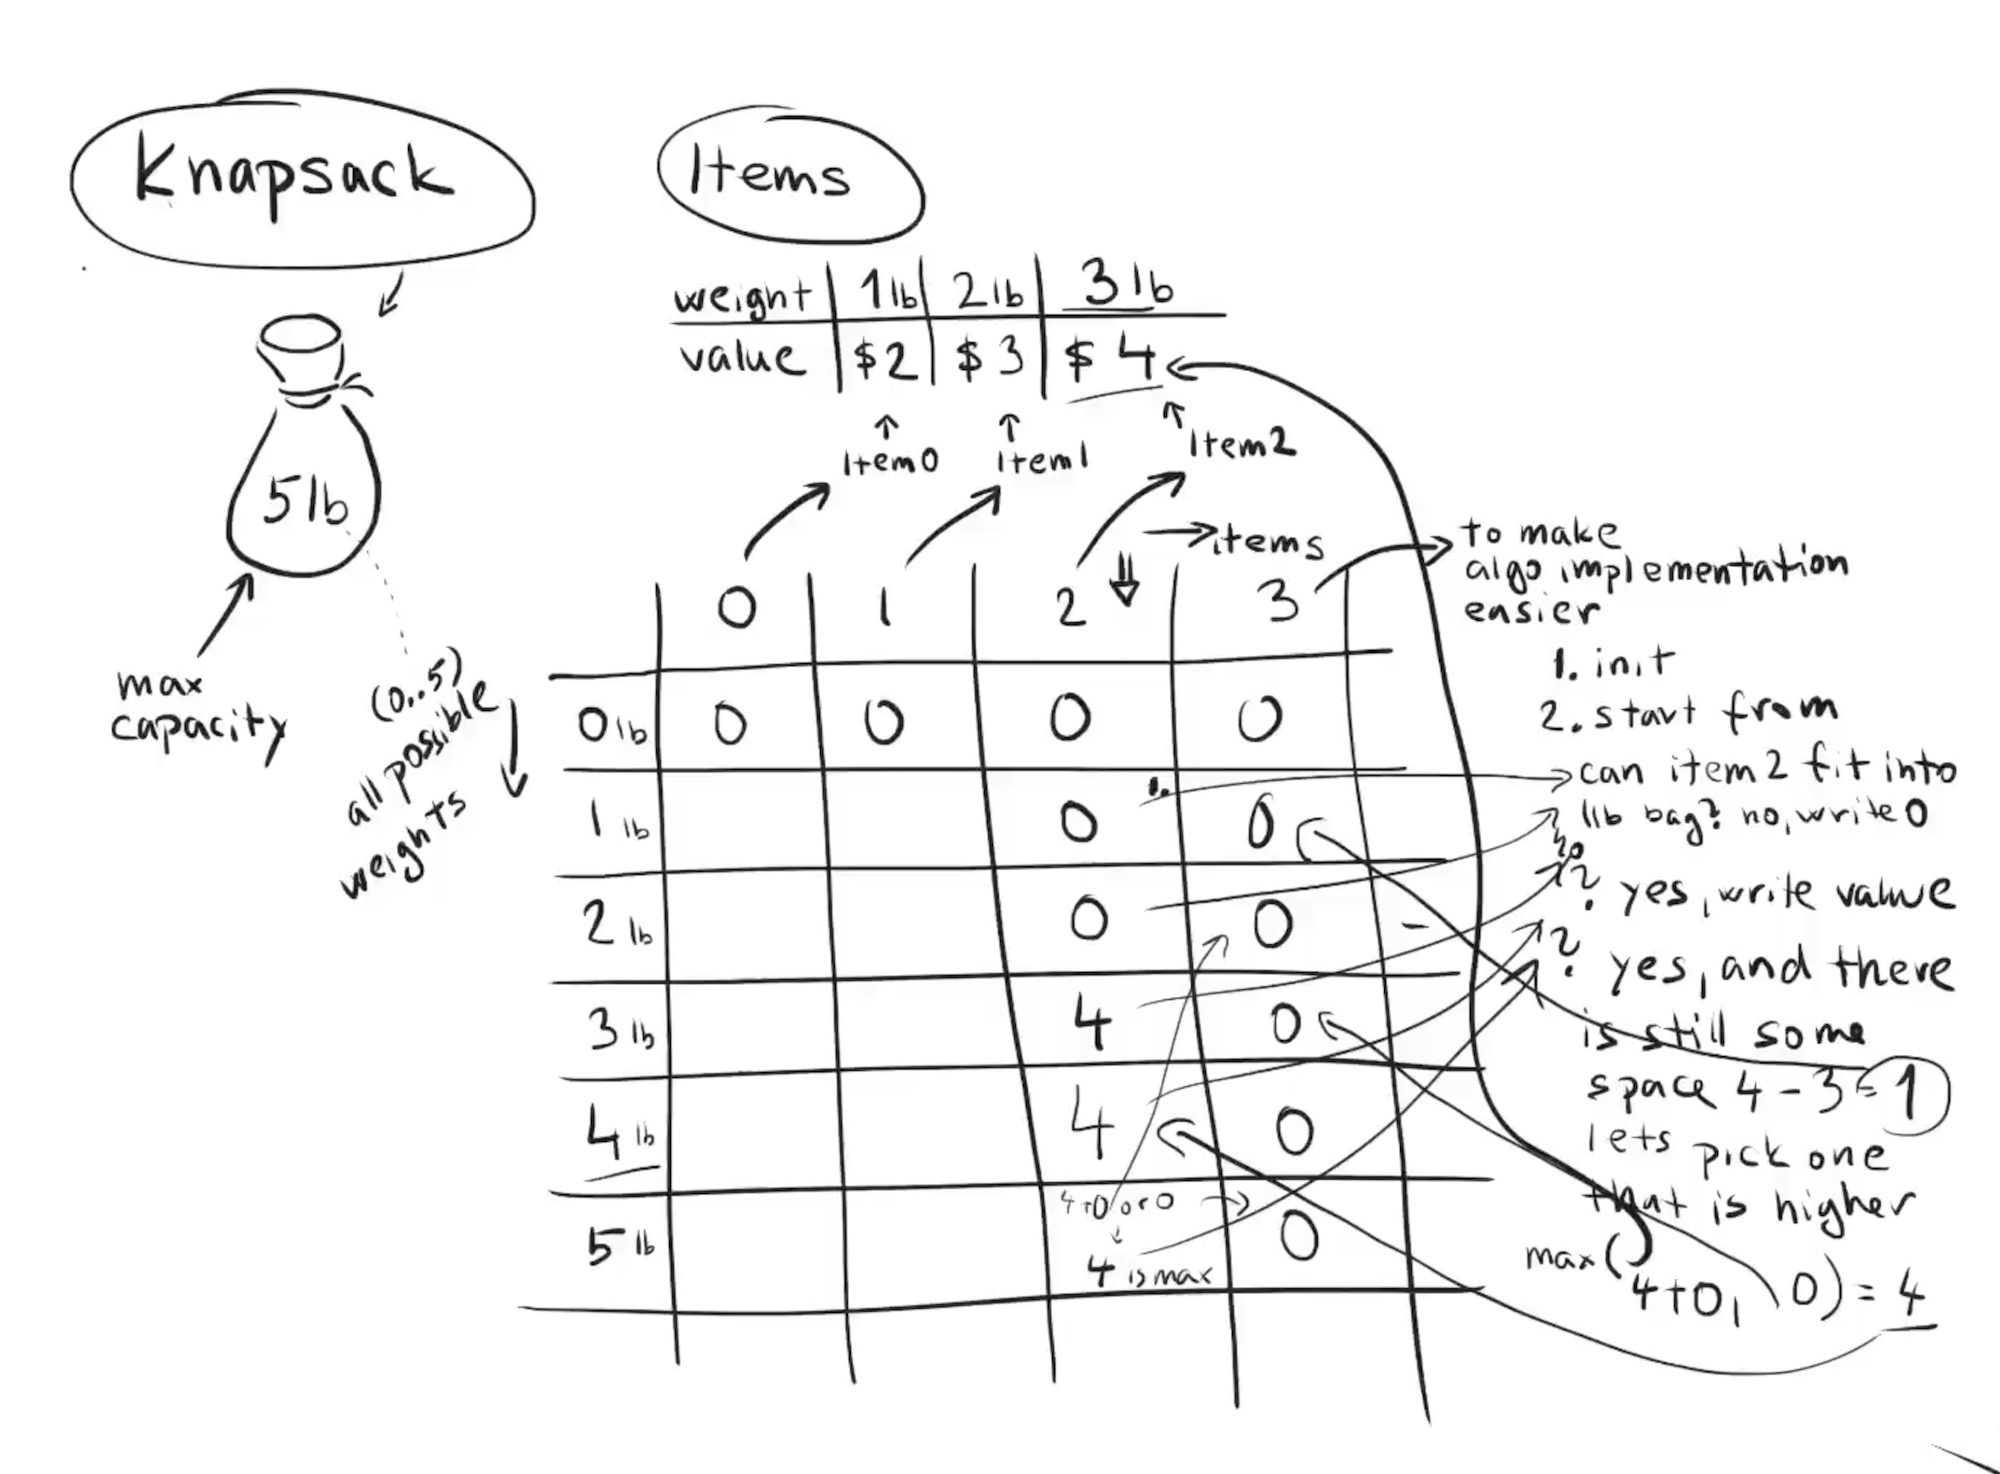 Knapsack
Items
weight 1lb 2lb 3lb
value $2 $3 $4
item0 item1 item2
5lb
max
capacity
(0..5)
all possible
weights
items
0 1 2 3
0lb 0 0 0 0
1lb 0 0
2lb 0 0
3lb 4 0
4lb 4 0
5lb 4+0 or 0 0
4 is max
1.
to make
algo implementation
easier
1. init
2. start from
can item2 fit into
1lb bag? no, write 0
no
? yes, write value
? yes, and there
is still some
space 4-3=1
lets pick one
that is higher
max(4+0, 0) = 4